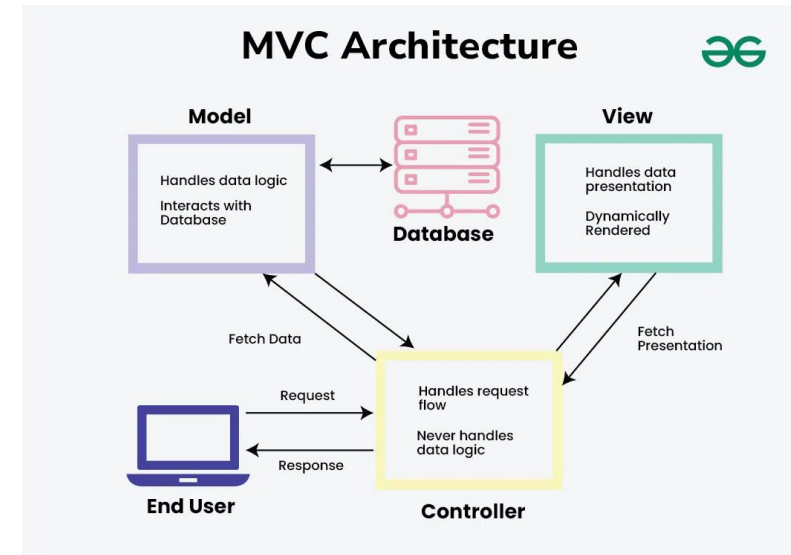 MVC Architecture
Model
Handles data logic
Interacts with
Database
Database
View
Handles data
presentation
Dynamically
Rendered
Fetch Data
Fetch
Presentation
Request
Response
Handles request
flow
Never handles
data logic
End User
Controller